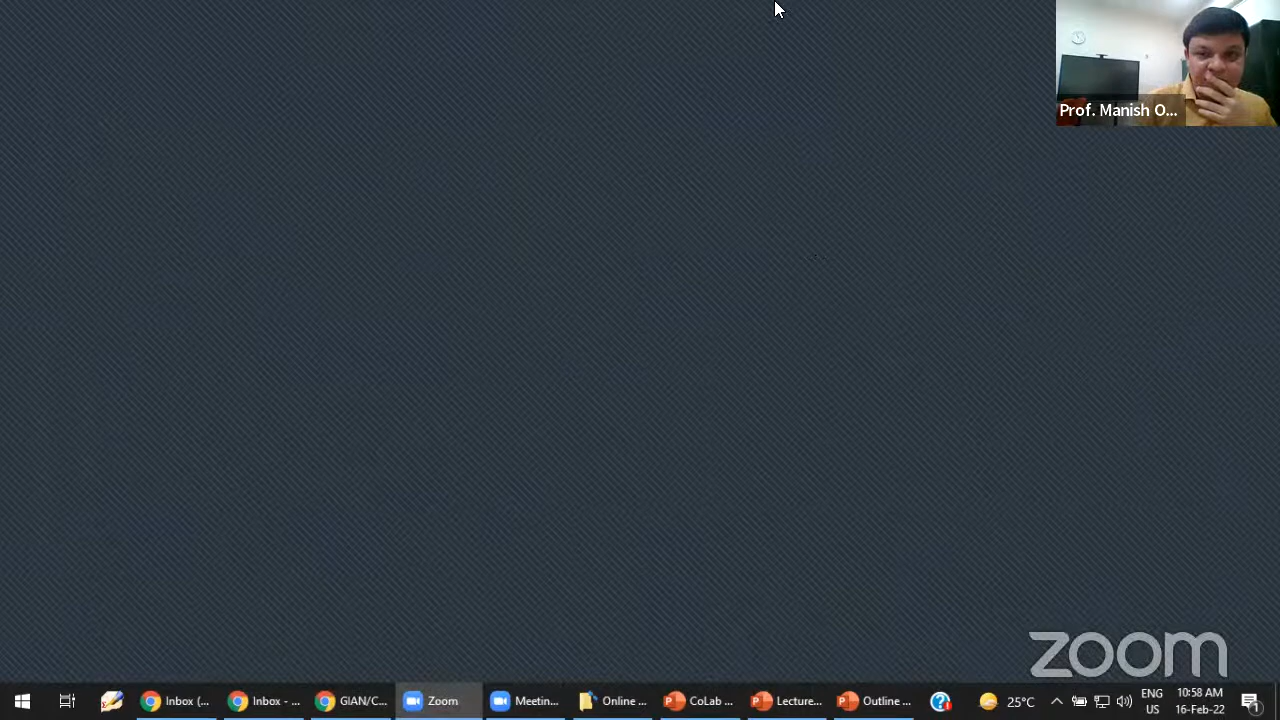 Prof. Manish O...
zoom
Inbox (...
Inbox - ...
GIAN/C...
Zoom
Meetin...
Online ...
CoLab ...
Lecture...
Outline ...
25°C
ENG
US
10:58 AM
16-Feb-22
1